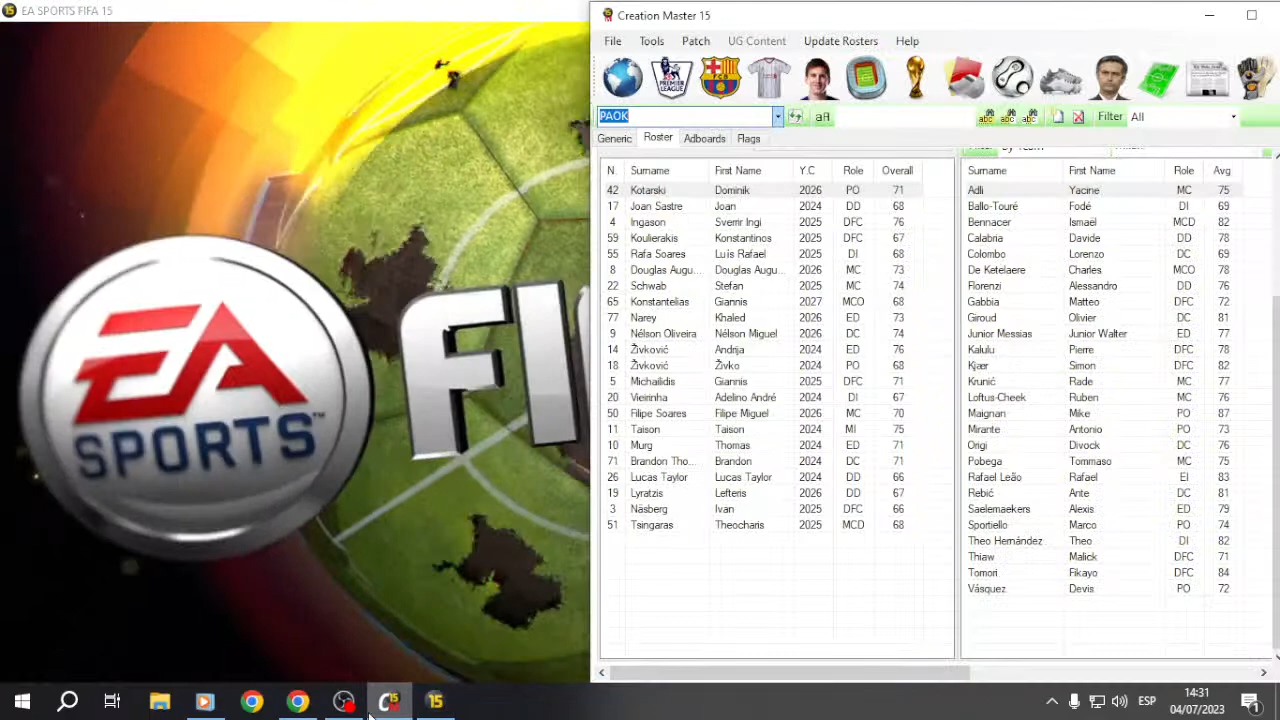 EA SPORTS FIFA 15
Creation Master 15
File Tools Patch UG Content Update Rosters Help
PAOK
aA
Filter All
Generic Roster Adboards Flags
N. Surname First Name Y.C Role Overall
42 Kotarski Dominik 2026 PO 71
17 Joan Sastre Joan 2024 DD 68
4 Ingason Sverrir Ingi 2025 DFC 76
59 Koulierakis Konstantinos 2025 DFC 67
55 Rafa Soares Luís Rafael 2025 DI 68
8 Douglas Augu... Douglas Augu... 2026 MC 73
22 Schwab Stefan 2025 MC 74
65 Konstantelias Giannis 2027 MCO 68
77 Narey Khaled 2026 ED 73
9 Nélson Oliveira Nélson Miguel 2026 DC 74
14 Živković Andrija 2024 ED 76
18 Živković Živko 2024 PO 68
5 Michailidis Giannis 2025 DFC 71
20 Vieirinha Adelino André 2024 DI 67
50 Filipe Soares Filipe Miguel 2026 MC 70
11 Taison Taison 2024 MI 75
10 Murg Thomas 2024 ED 71
71 Brandon Tho... Brandon 2024 DC 71
26 Lucas Taylor Lucas Taylor 2024 DD 66
19 Lyratzis Lefteris 2026 DD 67
3 Näsberg Ivan 2025 DFC 66
51 Tsingaras Theocharis 2025 MCD 68
Surname First Name Role Avg
Adli Yacine MC 75
Ballo-Touré Fodé DI 69
Bennacer Ismaël MCD 82
Calabria Davide DD 78
Colombo Lorenzo DC 69
De Ketelaere Charles MCO 78
Florenzi Alessandro DD 76
Gabbia Matteo DFC 72
Giroud Olivier DC 81
Junior Messias Junior Walter ED 77
Kalulu Pierre DFC 78
Kjær Simon DFC 82
Krunić Rade MC 77
Loftus-Cheek Ruben MC 76
Maignan Mike PO 87
Mirante Antonio PO 73
Origi Divock DC 76
Pobega Tommaso MC 75
Rafael Leão Rafael EI 83
Rebić Ante DC 81
Saelemaekers Alexis ED 79
Sportiello Marco PO 74
Theo Hernández Theo DI 82
Thiaw Malick DFC 71
Tomori Fikayo DFC 84
Vásquez Devis PO 72
EA
SPORTS™
FI
ESP
14:31
04/07/2023